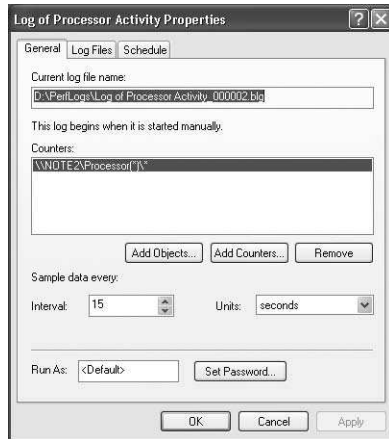 Log of Processor Activity Properties
General Log Files Schedule
Current log file name:
D:\PerfLogs\Log of Processor Activity_000002.blg
This log begins when it is started manually.
Counters:
\\NOTE2\Processor(*)\*
Add Objects... Add Counters... Remove
Sample data every:
Interval: 15 Units: seconds
Run As: <Default> Set Password...
OK Cancel Apply